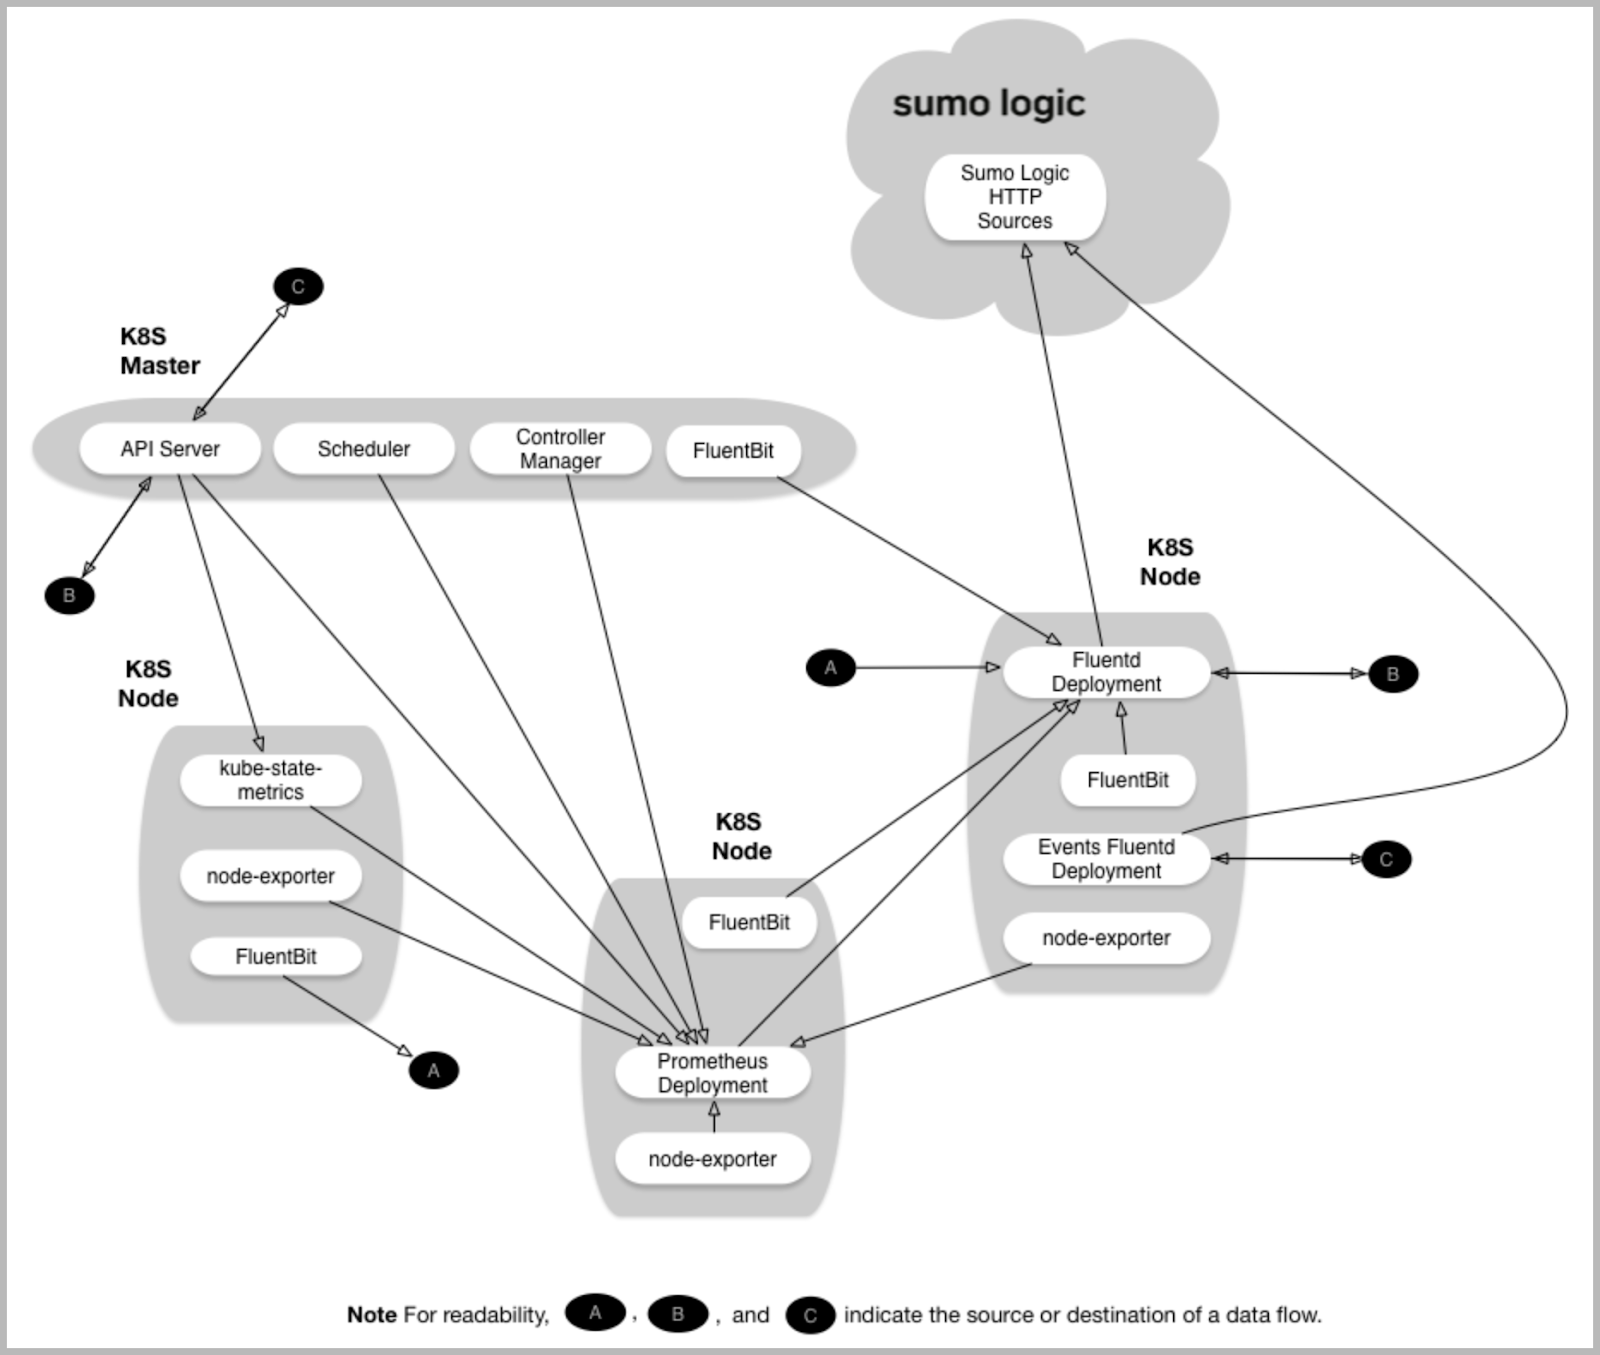 sumo logic
Sumo Logic
HTTP
Sources
C
K8S
Master
API Server
Scheduler
Controller
Manager
FluentBit
B
K8S
Node
kube-state-
metrics
node-exporter
FluentBit
A
K8S
Node
FluentBit
Prometheus
Deployment
node-exporter
K8S
Node
A
Fluentd
Deployment
B
FluentBit
Events Fluentd
Deployment
C
node-exporter
Note For readability, A , B , and C indicate the source or destination of a data flow.